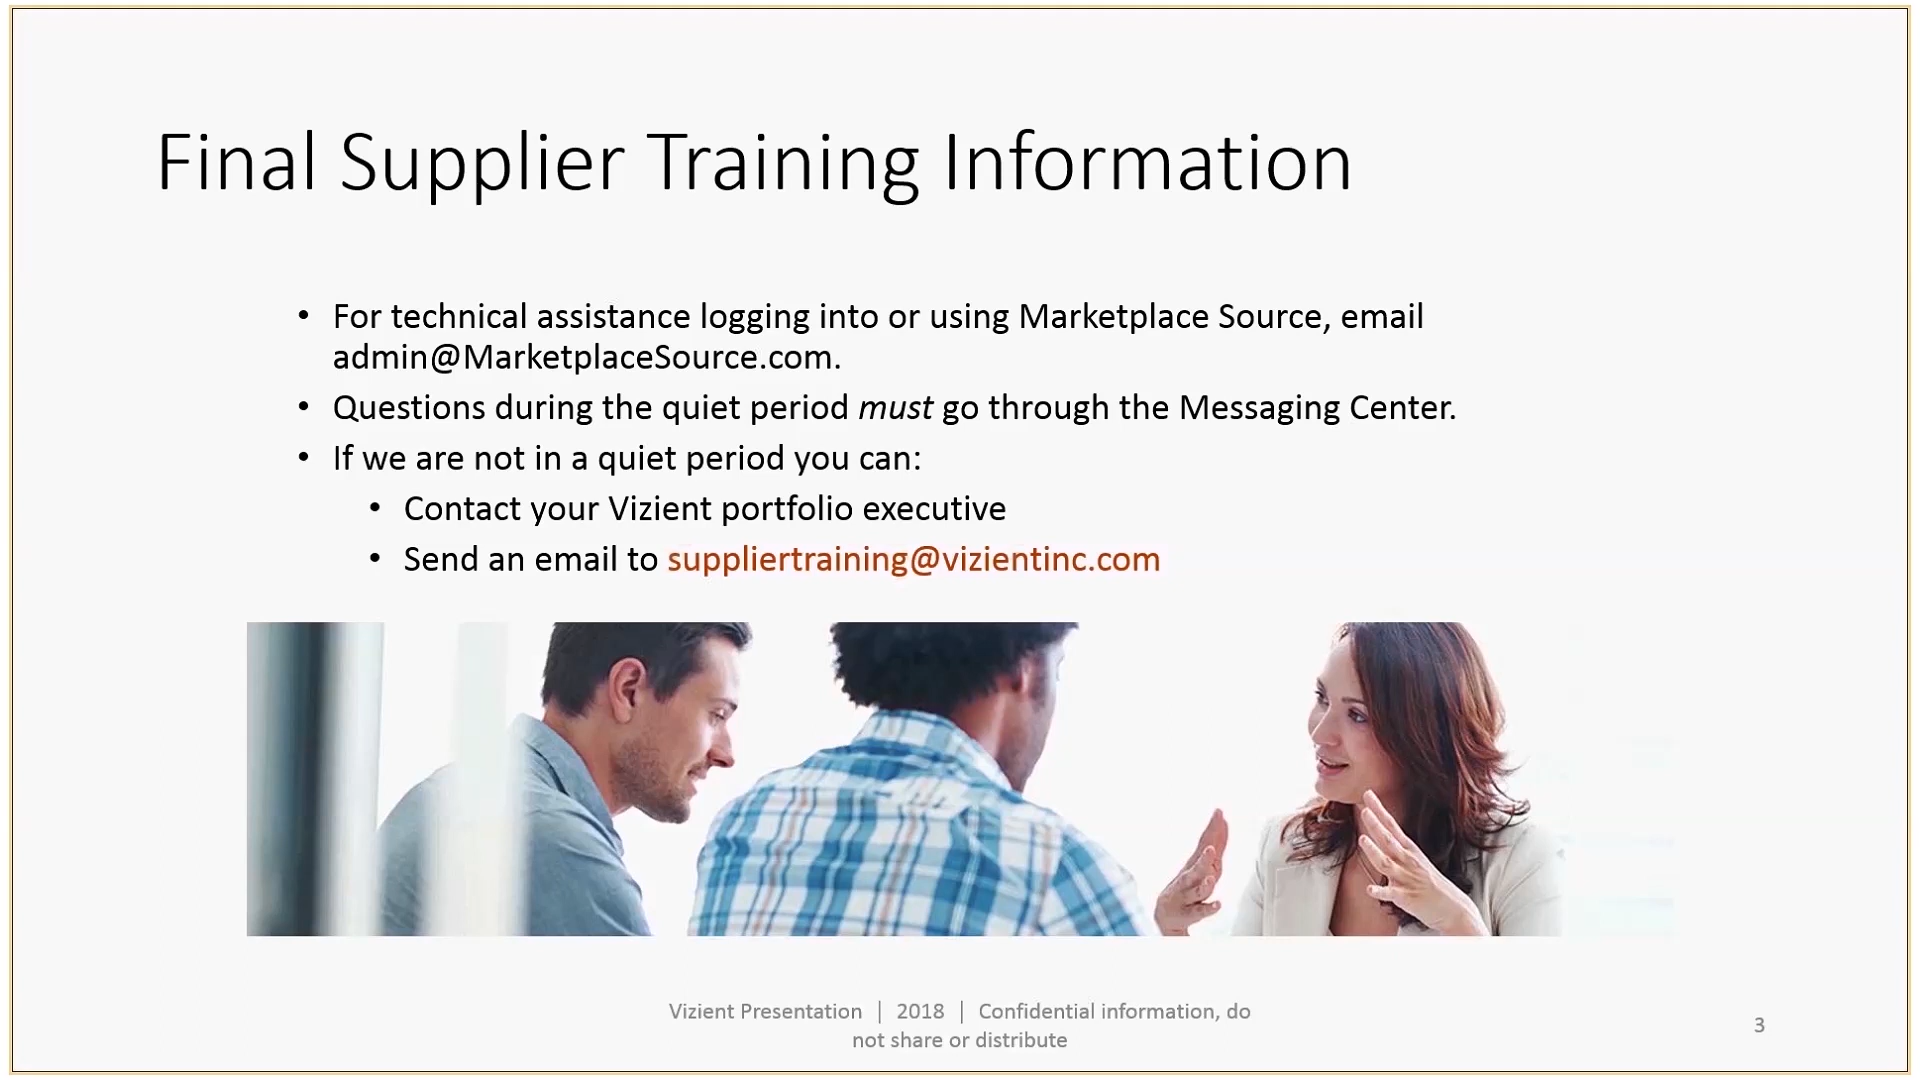 Final Supplier Training Information
• For technical assistance logging into or using Marketplace Source, email
admin@MarketplaceSource.com.
• Questions during the quiet period must go through the Messaging Center.
• If we are not in a quiet period you can:
• Contact your Vizient portfolio executive
• Send an email to suppliertraining@vizientinc.com
Vizient Presentation │ 2018 │ Confidential information, do
not share or distribute
3